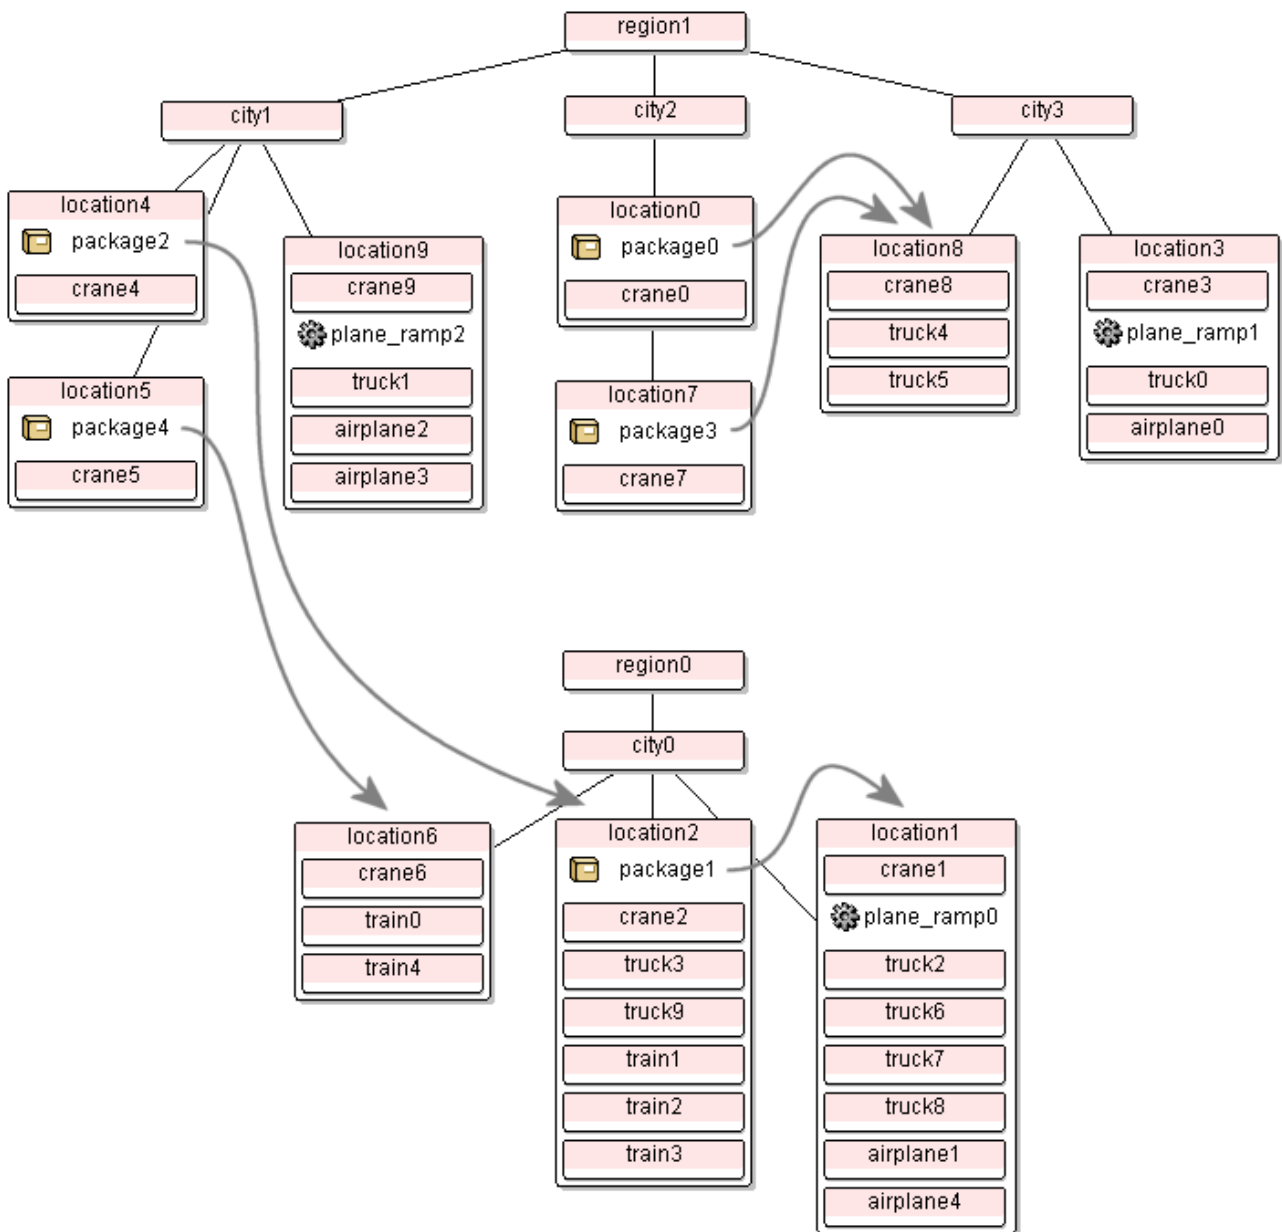 region1
city1
city2
city3
location4
package2
crane4
location5
package4
crane5
location9
crane9
plane_ramp2
truck1
airplane2
airplane3
location0
package0
crane0
location7
package3
crane7
location8
crane8
truck4
truck5
location3
crane3
plane_ramp1
truck0
airplane0
region0
city0
location6
crane6
train0
train4
location2
package1
crane2
truck3
truck9
train1
train2
train3
location1
crane1
plane_ramp0
truck2
truck6
truck7
truck8
airplane1
airplane4